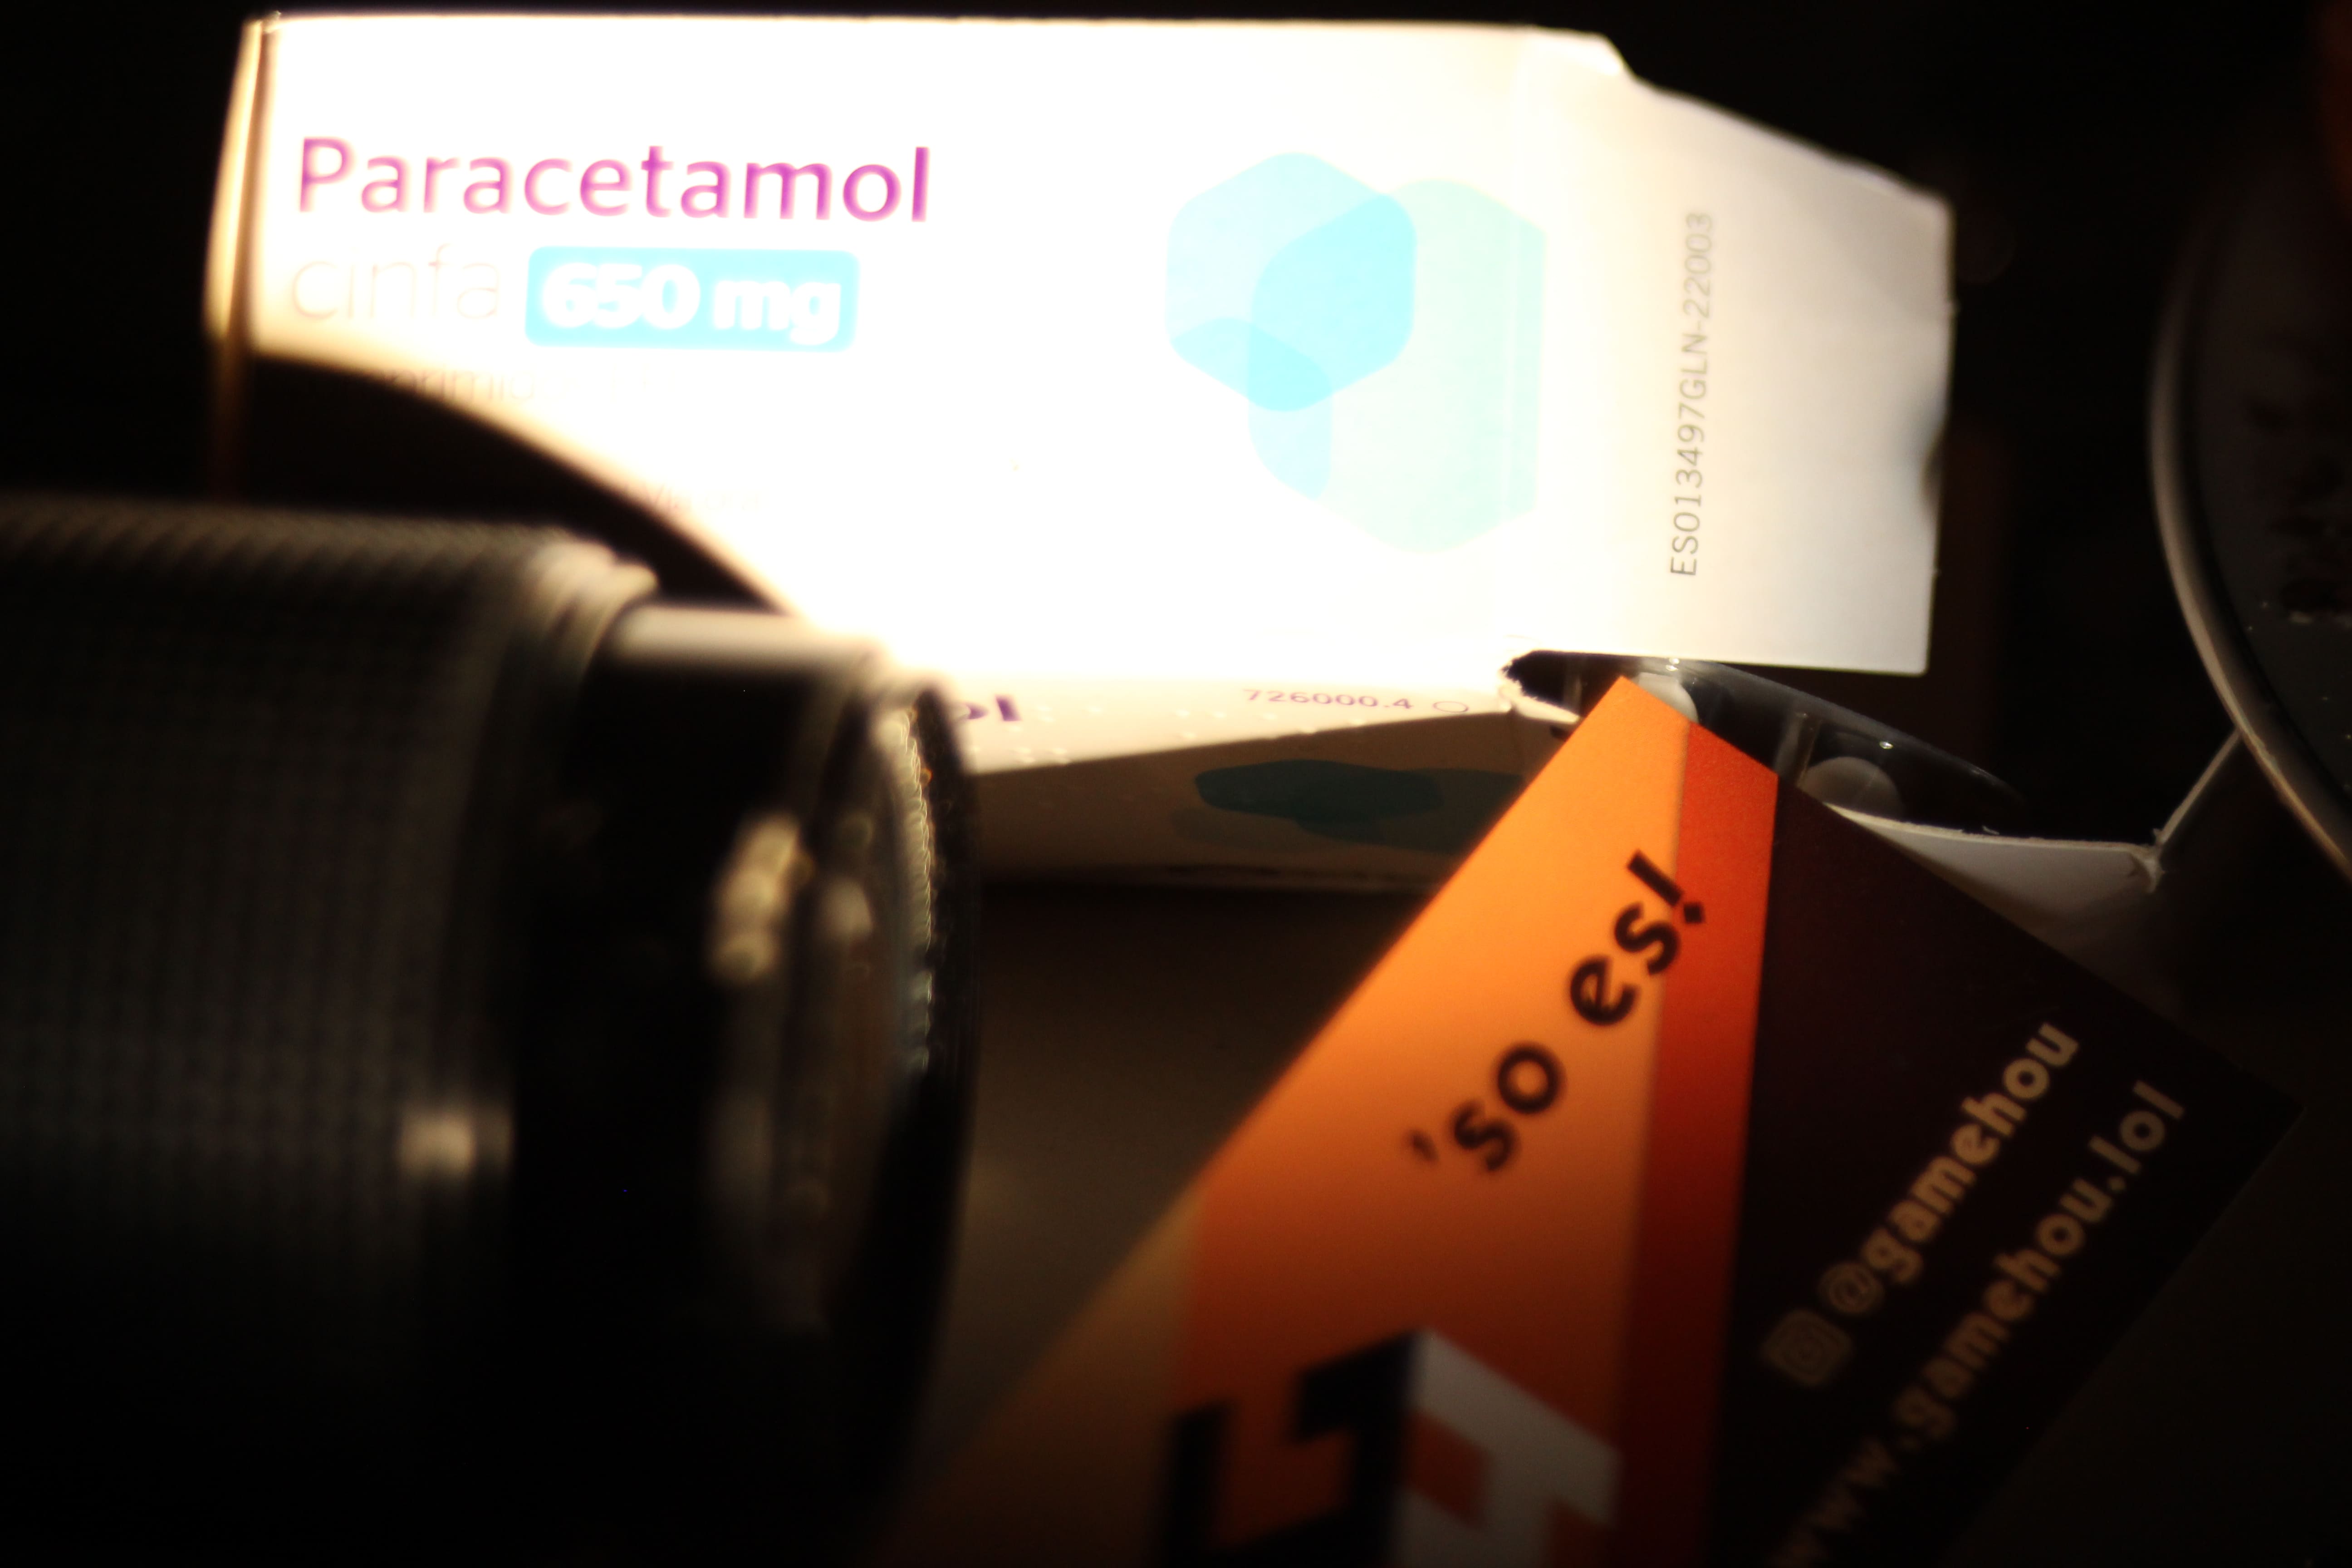 Paracetamol
cinfa 650 mg
ES013497GLN-22003
726000.4
'so es!
@gamehou
www.gamehou.lol